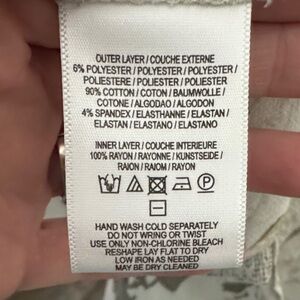 OUTER LAYER / COUCHE EXTERNE
6% POLYESTER / POLYESTER / POLYESTER /
POLIESTERE / POLIESTER / POLIESTER
90% COTTON / COTON / BAUMWOLLE /
COTONE / ALGODAO / ALGODON
4% SPANDEX / ELASTHANNE / ELASTAN /
ELASTAN / ELASTANO / ELASTANO
INNER LAYER / COUCHE INTERIEURE
100% RAYON / RAYONNE / KUNSTSEIDE /
RAION / RAIOM / RAYON
P
HAND WASH COLD SEPARATELY
DO NOT WRING OR TWIST
USE ONLY NON-CHLORINE BLEACH
RESHAPE LAY FLAT TO DRY
LOW IRON AS NEEDED
MAY BE DRY CLEANED